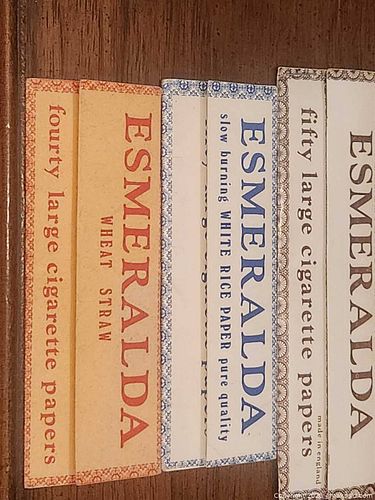 fourty large cigarette papers
ESMERALDA
WHEAT STRAW
ESMERALDA
slow burning WHITE RICE PAPER pure quality
fifty large cigarette papers
made in england
ESMERALDA